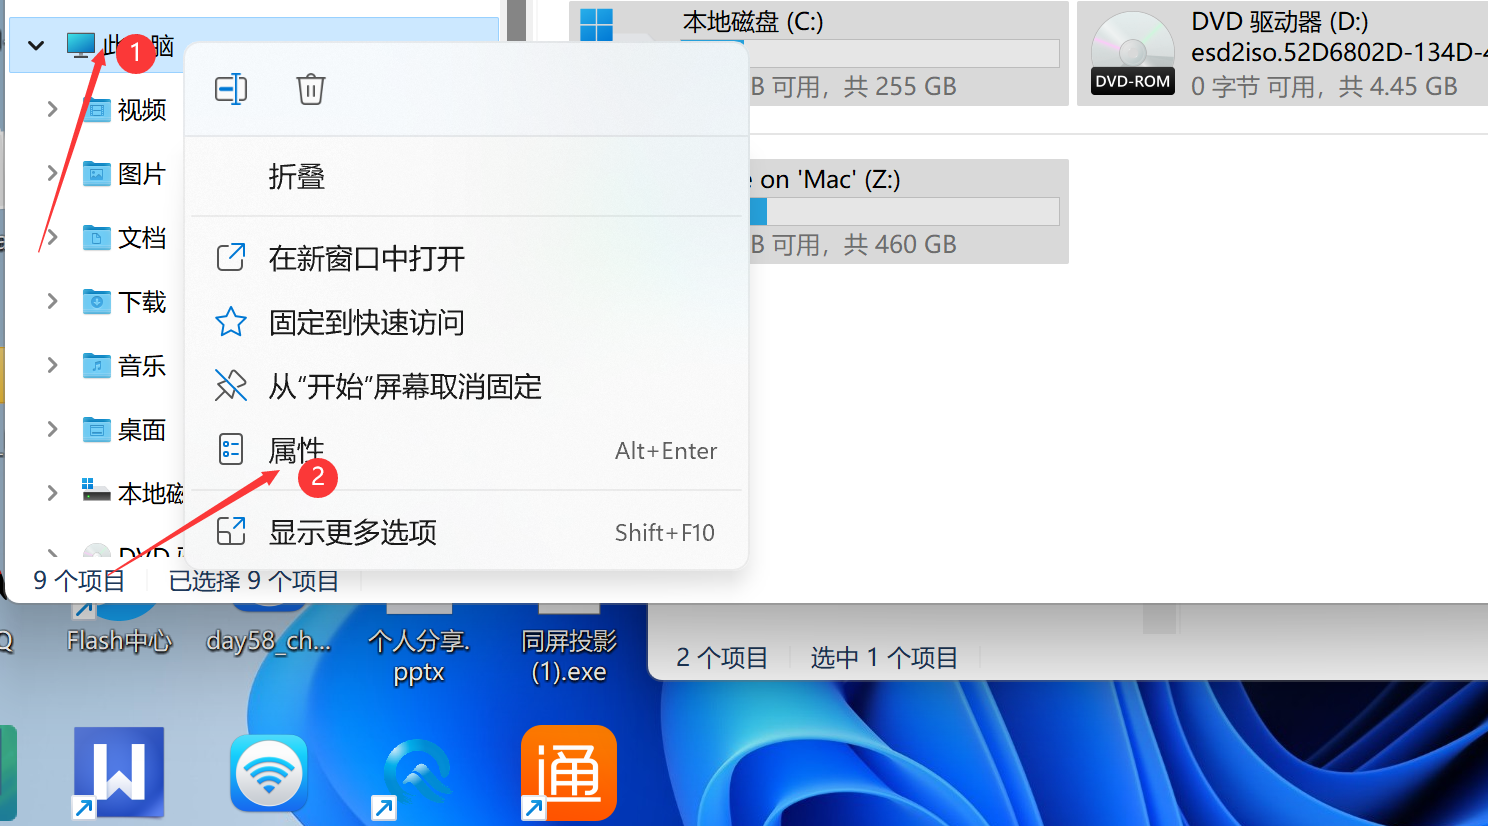 此电脑
1
视频
图片
文档
下载
音乐
桌面
本地磁
DVD 驱
9 个项目
已选择 9 个项目
折叠
在新窗口中打开
固定到快速访问
从“开始”屏幕取消固定
属性
Alt+Enter
2
显示更多选项
Shift+F10
本地磁盘 (C:)
B 可用，共 255 GB
DVD 驱动器 (D:)
esd2iso.52D6802D-134D-4
0 字节 可用，共 4.45 GB
DVD-ROM
e on 'Mac' (Z:)
B 可用，共 460 GB
2 个项目
选中 1 个项目
Q
Flash中心
day58_ch...
个人分享.
pptx
同屏投影
(1).exe
W
通